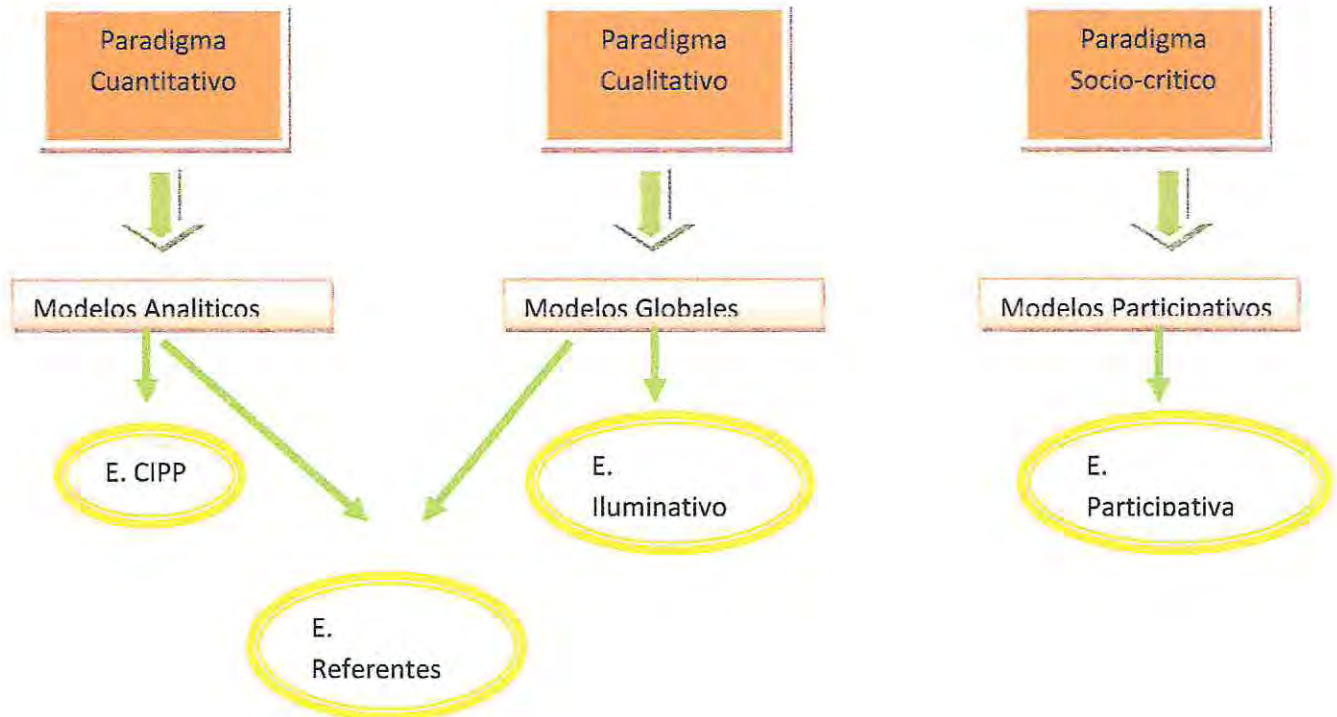 Paradigma
Cuantitativo
Paradigma
Cualitativo
Paradigma
Socio-critico
Modelos Analiticos
Modelos Globales
Modelos Participativos
E. CIPP
E.
Iluminativo
E.
Participativa
E.
Referentes